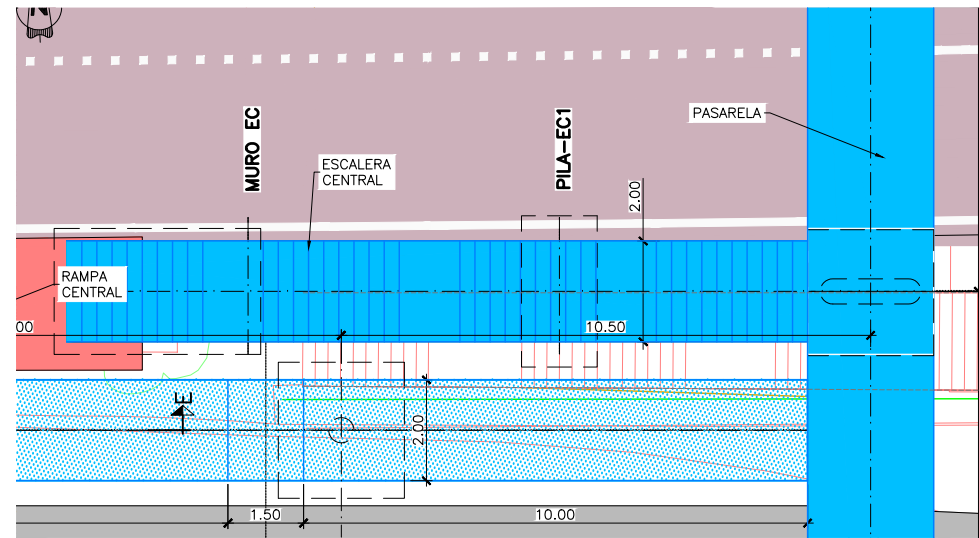 N
PASARELA
MURO EC
PILA-EC1
ESCALERA
CENTRAL
2.00
RAMPA
CENTRAL
00
10.50
E
2.00
1.50
10.00